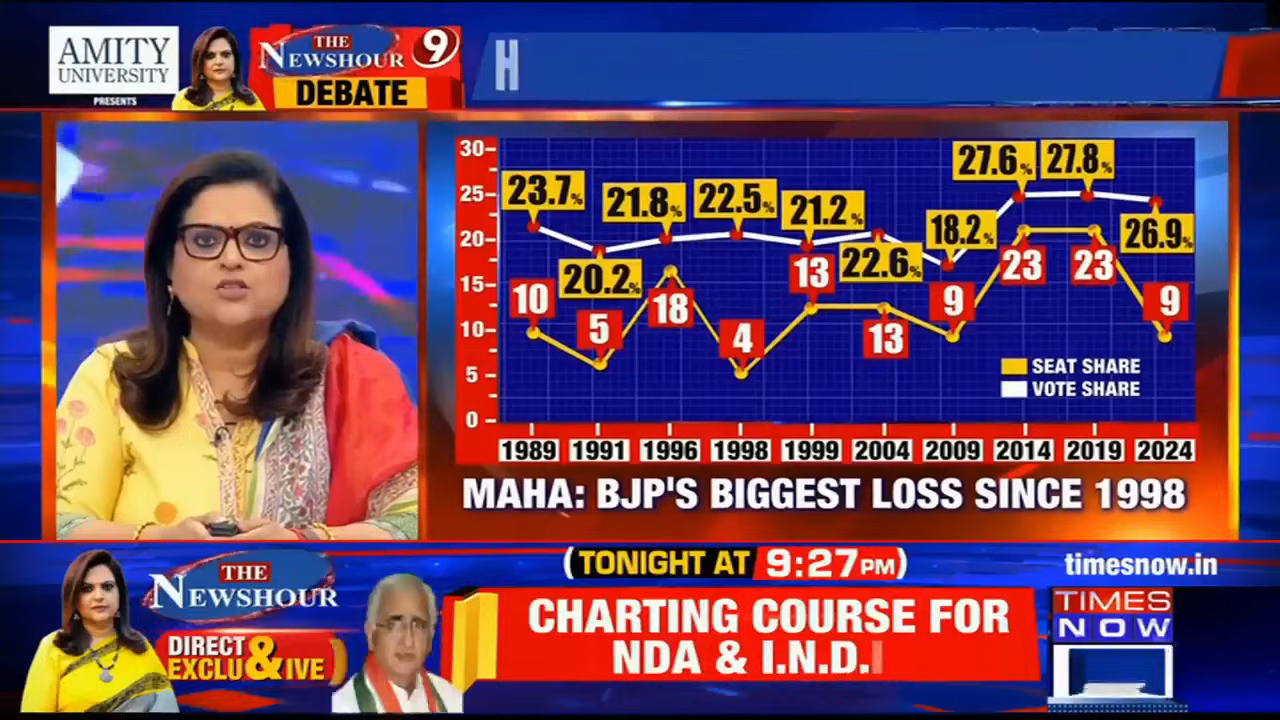 AMITY
UNIVERSITY
PRESENTS
THE
NEWSHOUR 9
DEBATE
H
30
25
20
15
10
5
0
23.7%
20.2%
21.8%
22.5%
21.2%
22.6%
18.2%
27.6%
27.8%
26.9%
10
5
18
4
13
13
9
23
23
9
SEAT SHARE
VOTE SHARE
1989 1991 1996 1998 1999 2004 2009 2014 2019 2024
MAHA: BJP'S BIGGEST LOSS SINCE 1998
(TONIGHT AT 9:27PM)
timesnow.in
THE
NEWSHOUR
DIRECT
EXCLU&IVE
CHARTING COURSE FOR
NDA & I.N.D.
TIMES
NOW